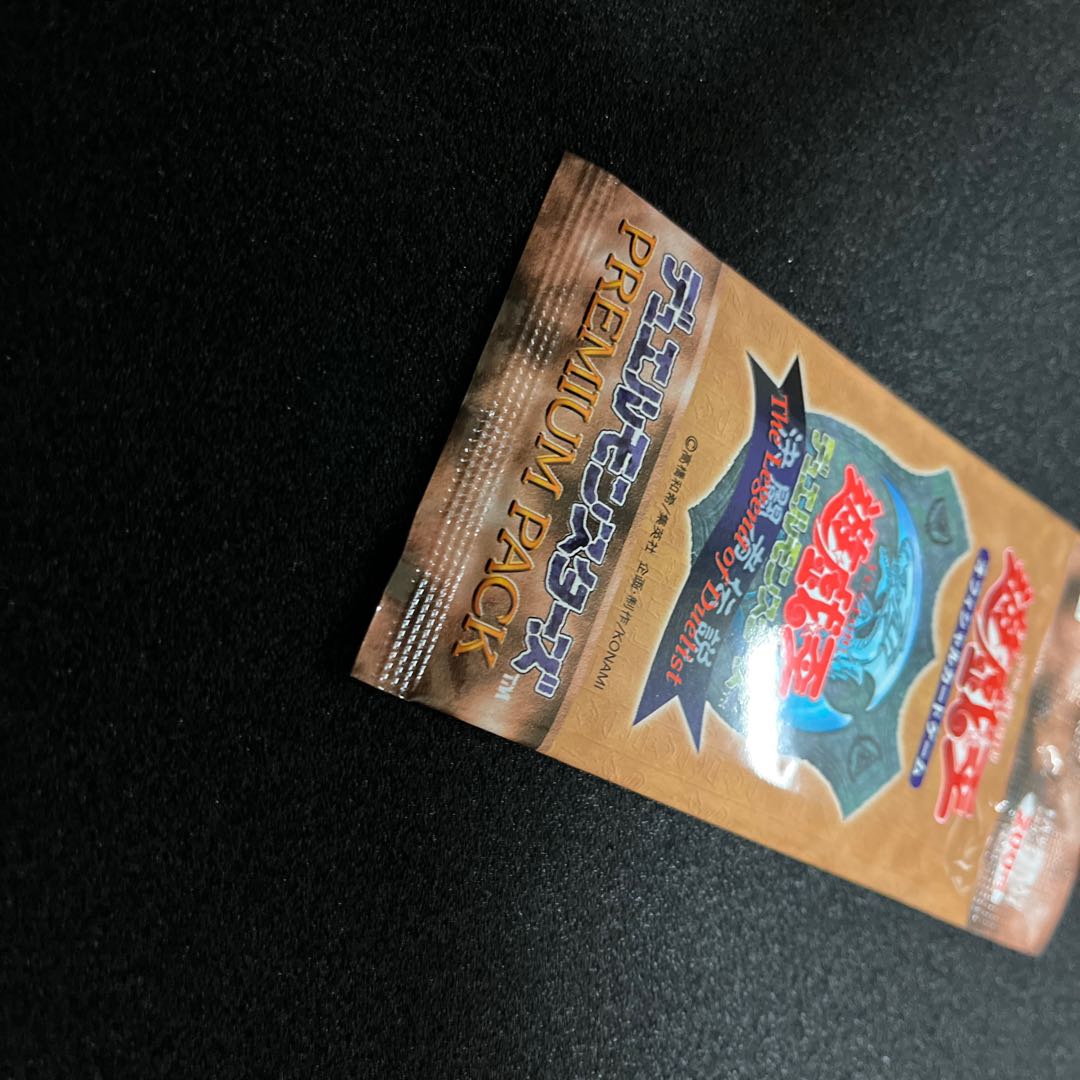 遊戯王
オフィシャルカードゲーム
遊戯王
デュエルモンスターズ
決闘者伝説
The Legend of Duelist
©高橋和希/集英社 企画・制作/KONAMI
デュエルモンスターズ™
PREMIUM PACK